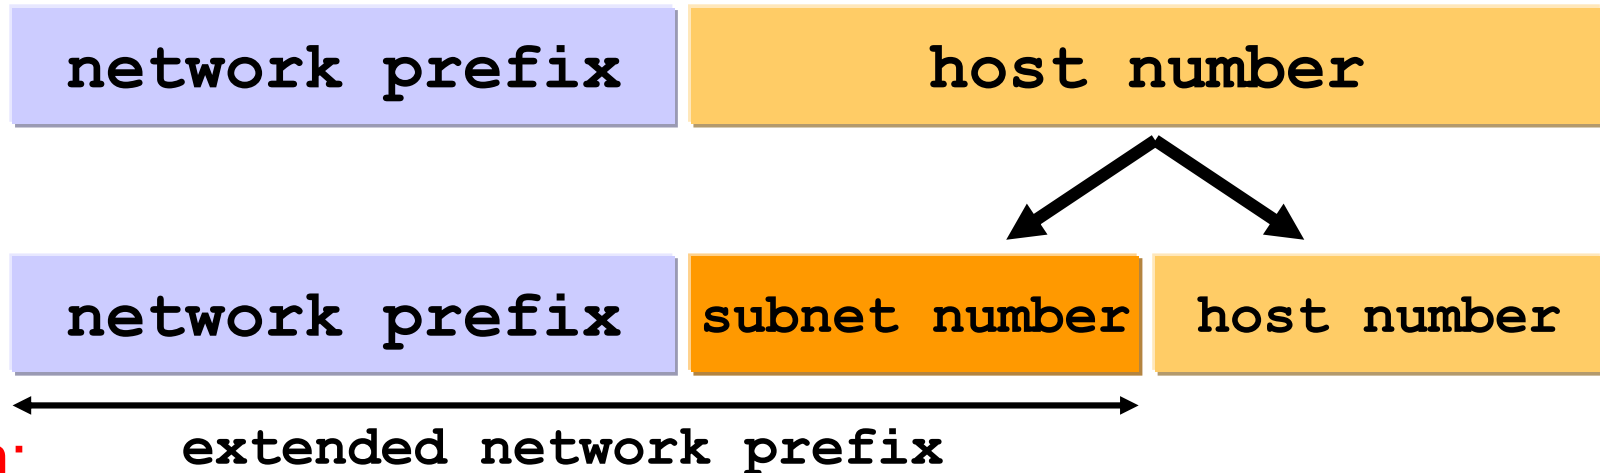 network prefix host number
network prefix subnet number host number
extended network prefix